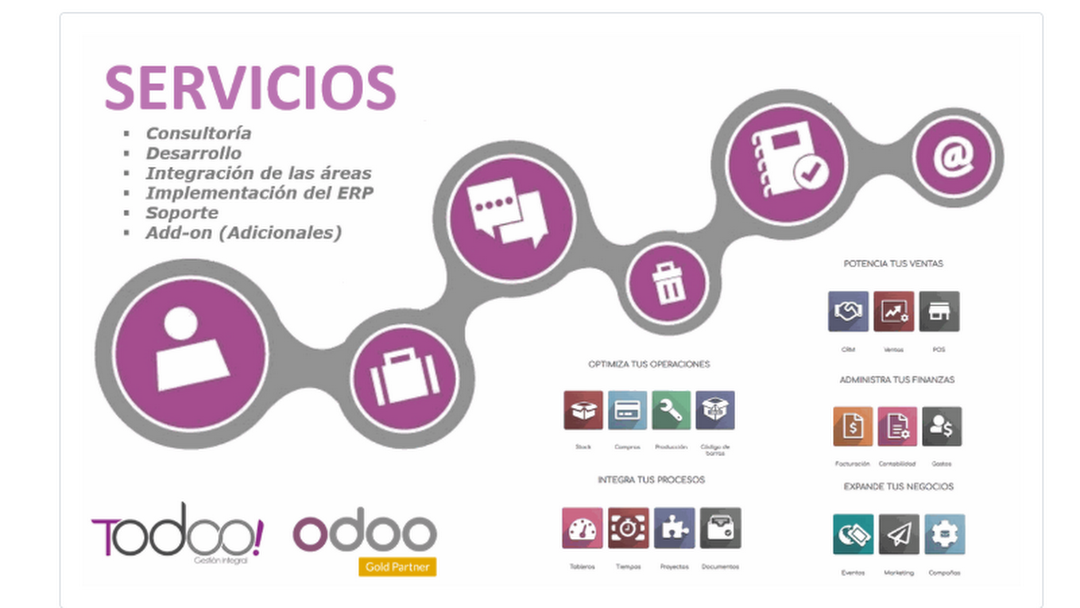 SERVICIOS
▪ Consultoría
▪ Desarrollo
▪ Integración de las áreas
▪ Implementación del ERP
▪ Soporte
▪ Add-on (Adicionales)
@
POTENCIA TUS VENTAS
CRM Ventas POS
OPTIMIZA TUS OPERACIONES
Stock Compras Producción Código de
barras
ADMINISTRA TUS FINANZAS
$ $
Facturación Contabilidad Gastos
INTEGRA TUS PROCESOS
Tableros Tiempos Proyectos Documentos
EXPANDE TUS NEGOCIOS
Eventos Marketing Campañas
Todoo!
Gestión Integral
odoo
Gold Partner